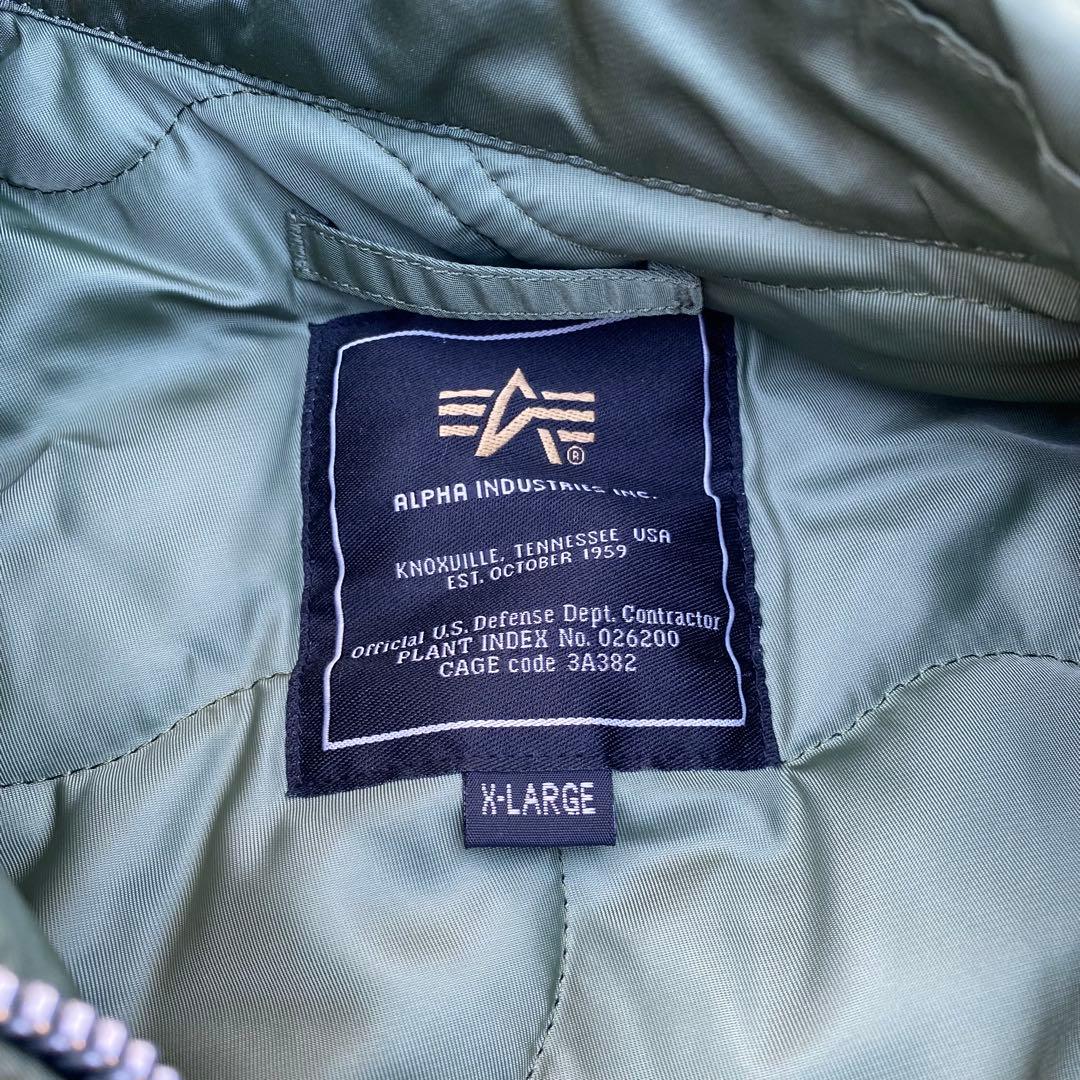 ®
ALPHA INDUSTRIES INC.
KNOXVILLE, TENNESSEE USA
EST. OCTOBER 1959
Official U.S. Defense Dept. Contractor
PLANT INDEX No. 026200
CAGE code 3A382
X-LARGE